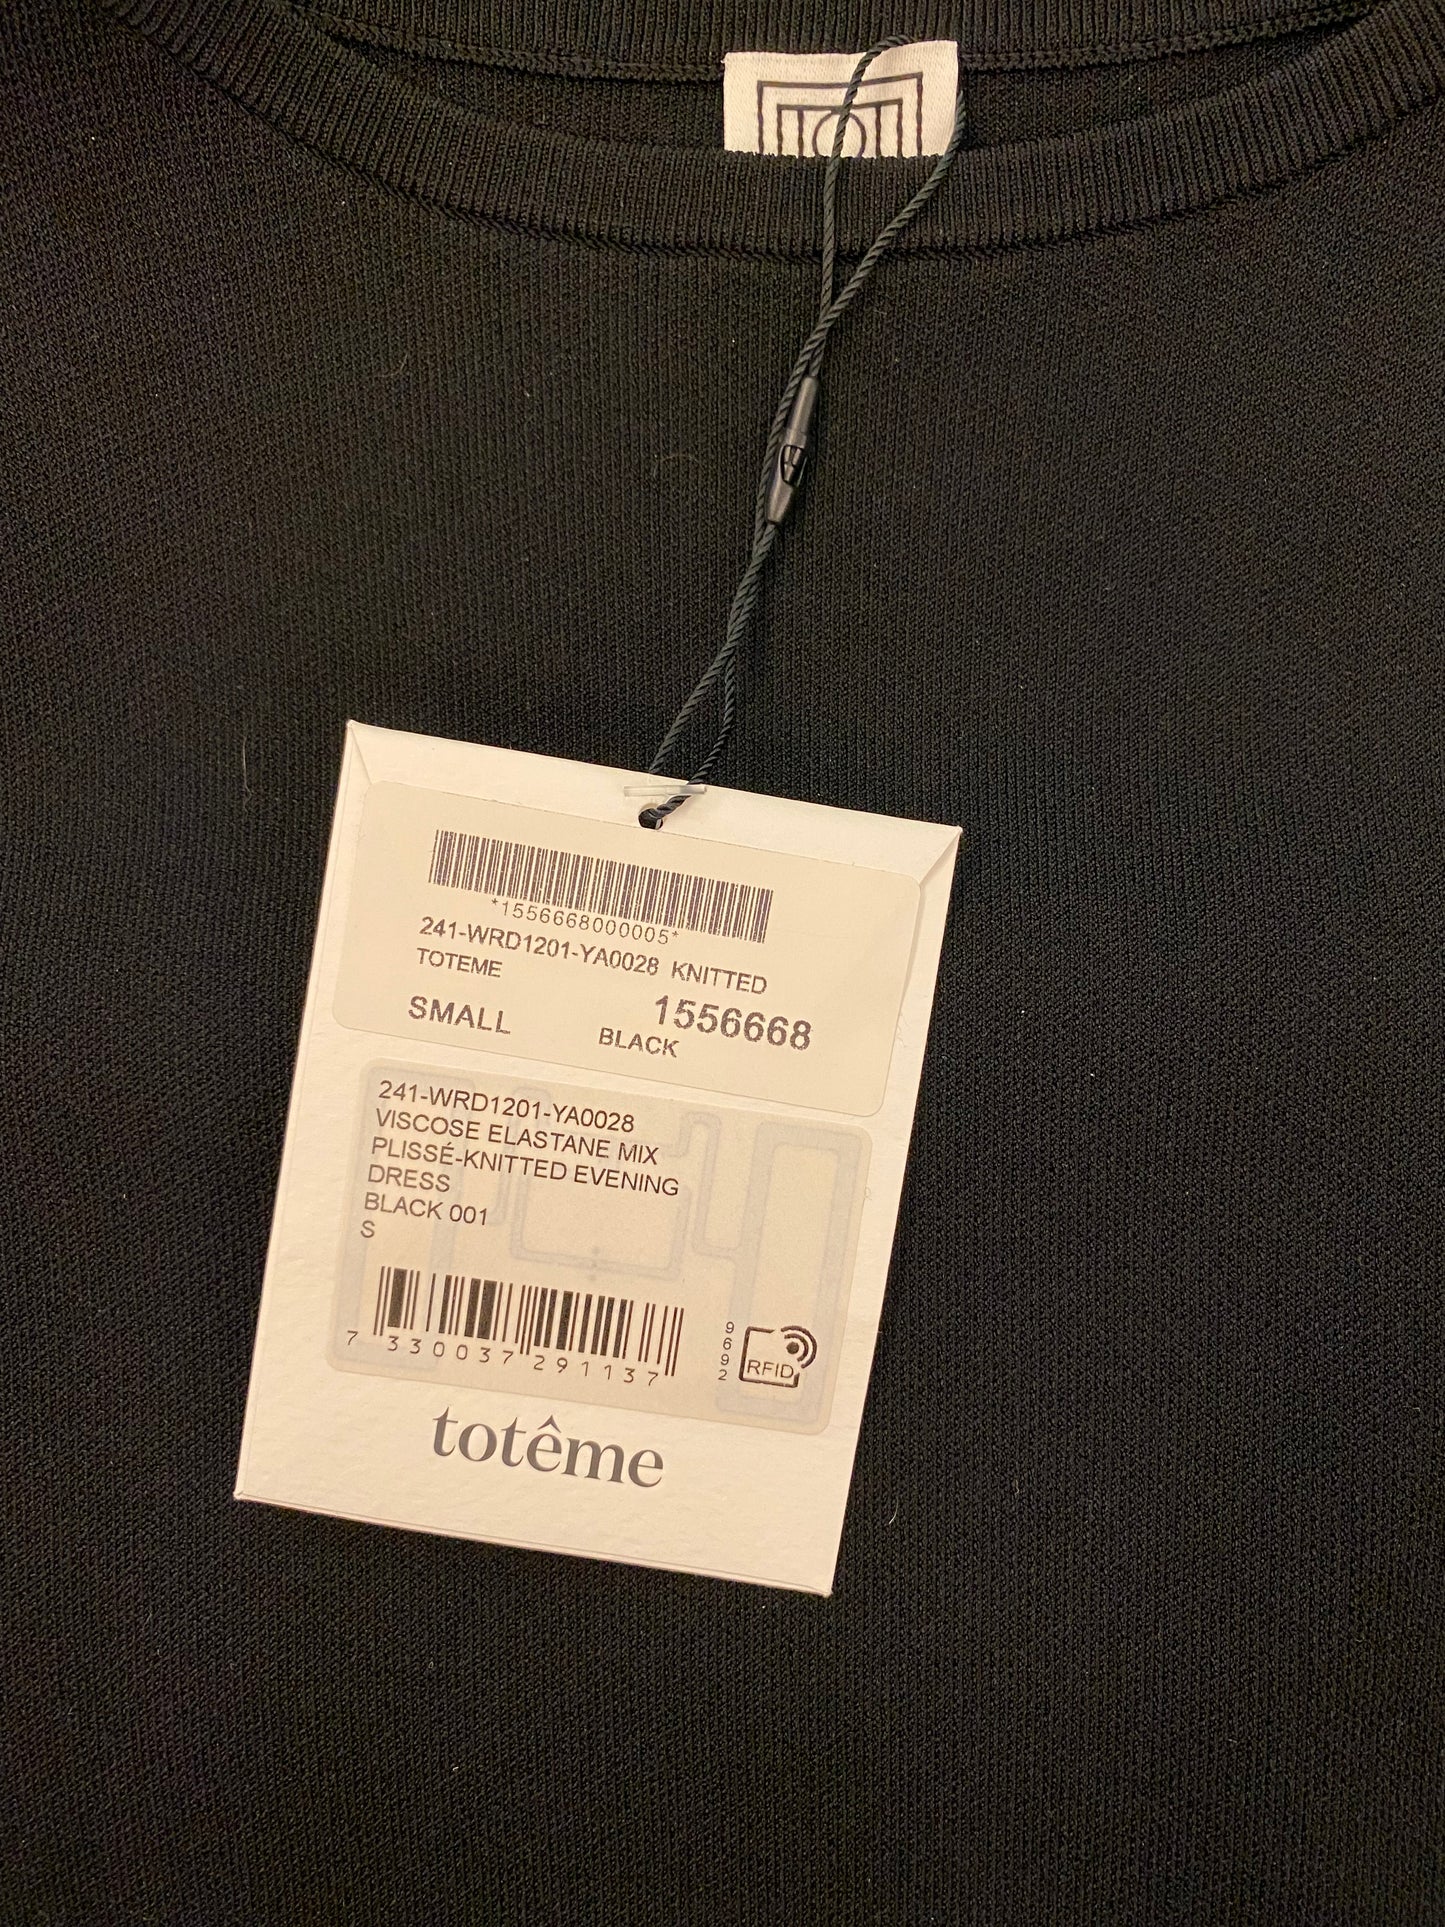 *1556668000005*
241-WRD1201-YA0028 KNITTED
TOTEME
1556668
SMALL
BLACK
241-WRD1201-YA0028
VISCOSE ELASTANE MIX
PLISSÉ-KNITTED EVENING
DRESS
BLACK 001
S
7 330037 291137
9692
RFID
totême